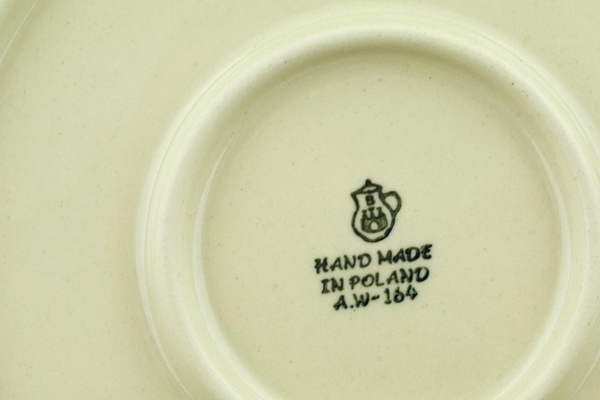 B
HAND MADE
IN POLAND
A.W-164